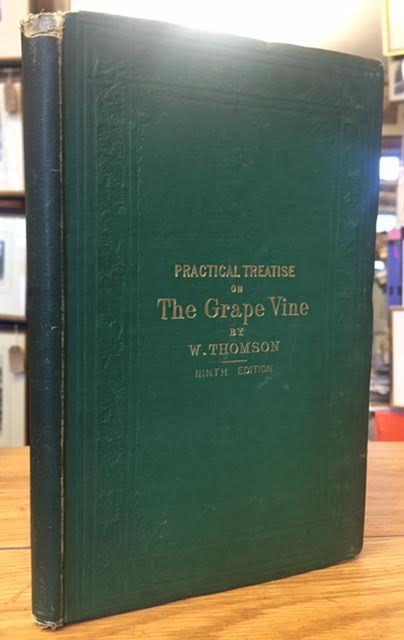 PRACTICAL TREATISE
ON
The Grape Vine
BY
W. THOMSON
NINTH EDITION